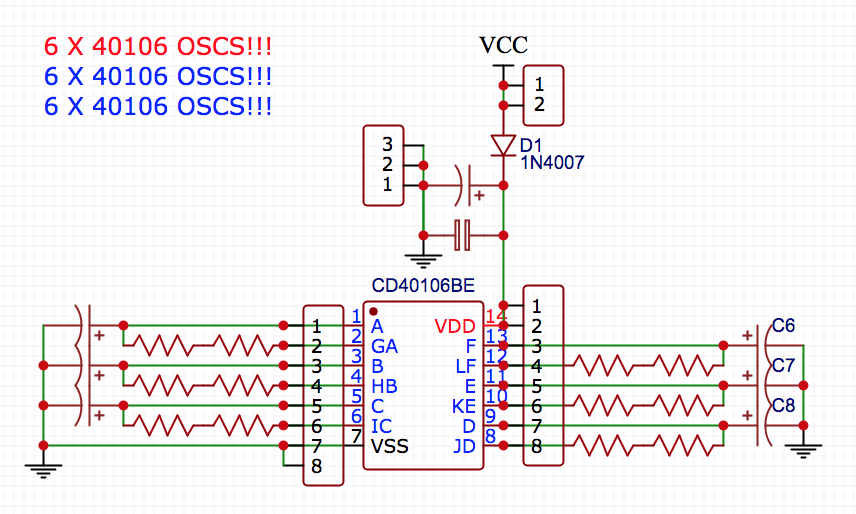 6 X 40106 OSCS!!!
6 X 40106 OSCS!!!
6 X 40106 OSCS!!!
VCC
1
2
D1
1N4007
3
2
1
+
CD40106BE
1
2
3
4
5
6
7
8
1
2
3
4
5
6
7
A
GA
B
HB
C
IC
VSS
VDD
F
LF
E
KE
D
JD
14
13
12
11
10
9
8
1
2
3
4
5
6
7
8
+
+
+
+ C6
+ C7
+ C8